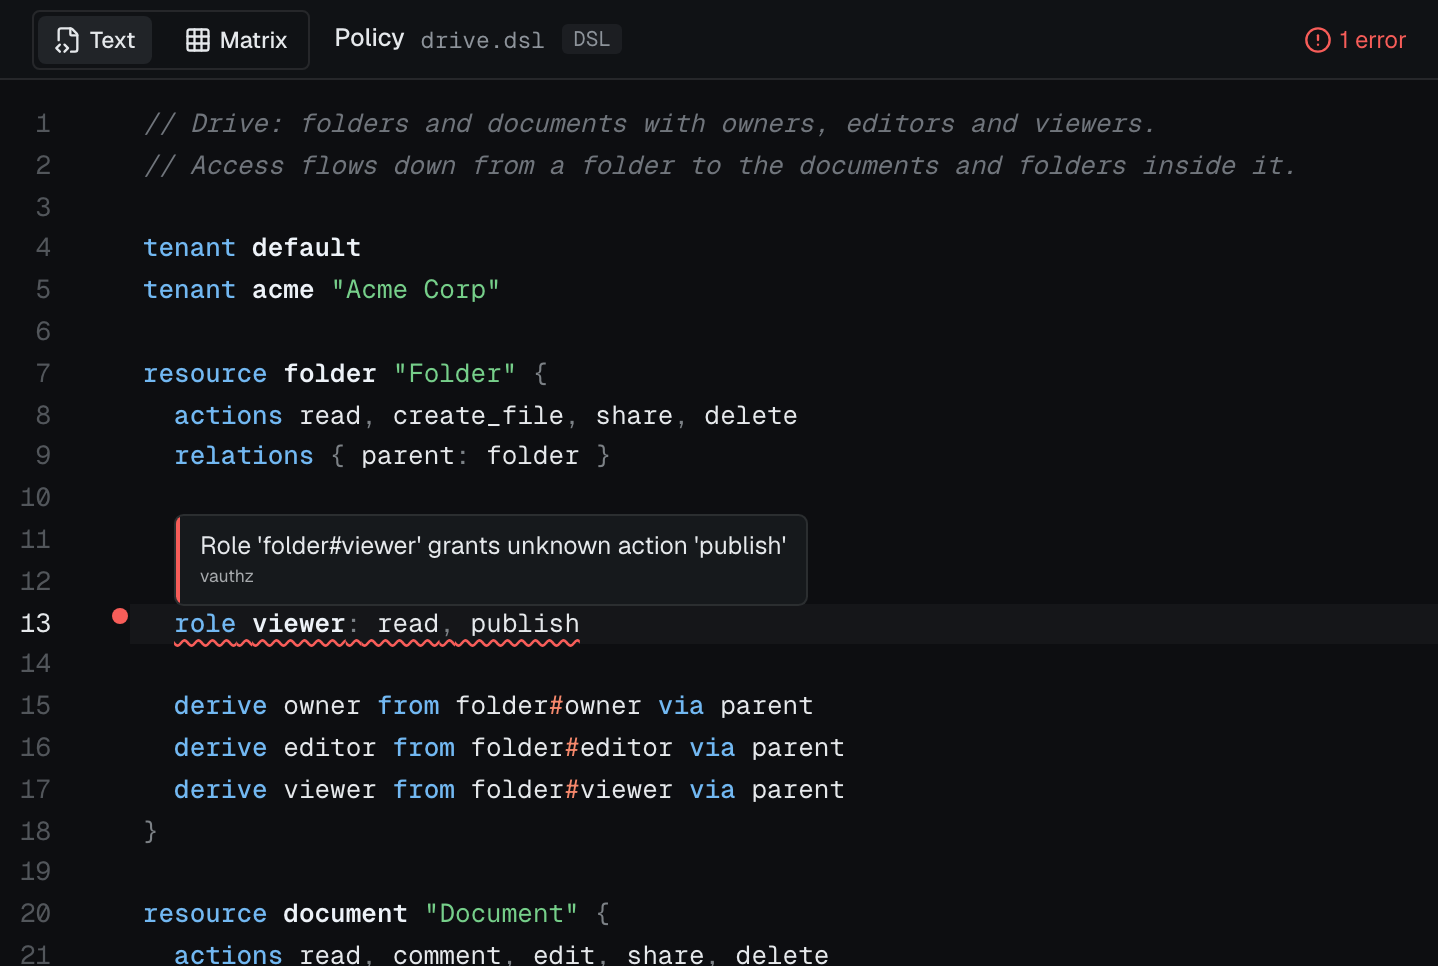 Text Matrix Policy drive.dsl DSL 1 error
1 // Drive: folders and documents with owners, editors and viewers.
2 // Access flows down from a folder to the documents and folders inside it.
3
4 tenant default
5 tenant acme "Acme Corp"
6
7 resource folder "Folder" {
8 actions read, create_file, share, delete
9 relations { parent: folder }
10
11 Role 'folder#viewer' grants unknown action 'publish'
12 vauthz
13 role viewer: read, publish
14
15 derive owner from folder#owner via parent
16 derive editor from folder#editor via parent
17 derive viewer from folder#viewer via parent
18 }
19
20 resource document "Document" {
21 actions read, comment, edit, share, delete